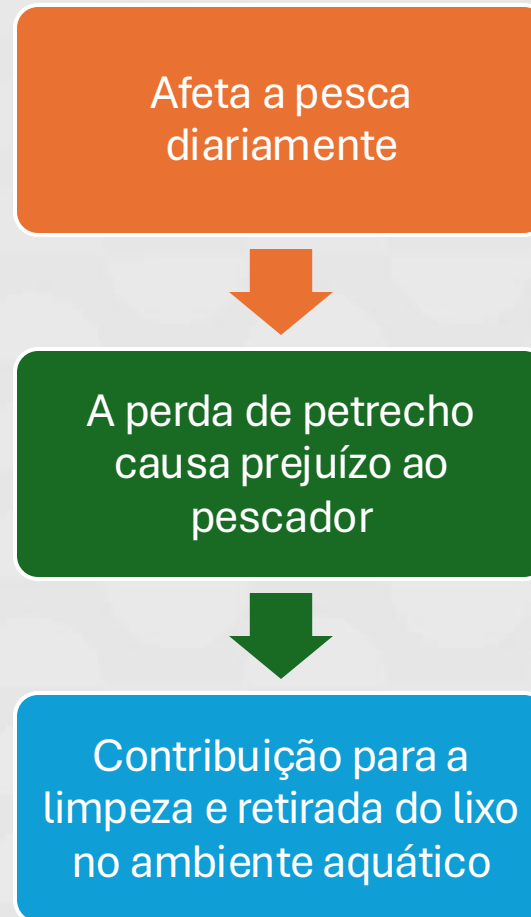 Afeta a pesca
diariamente
A perda de petrecho
causa prejuízo ao
pescador
Contribuição para a
limpeza e retirada do lixo
no ambiente aquático